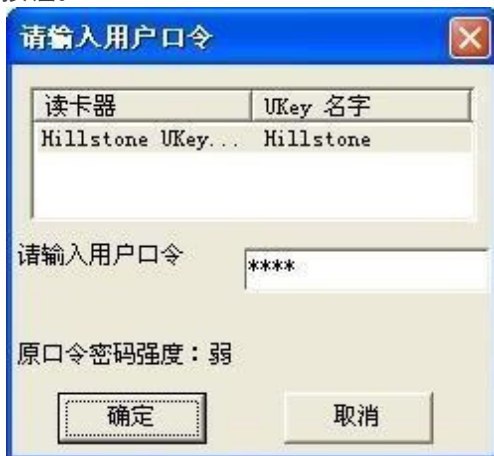 请输入用户口令
读卡器 UKey 名字
Hillstone UKey... Hillstone
请输入用户口令 ****
原口令密码强度：弱
确定 取消